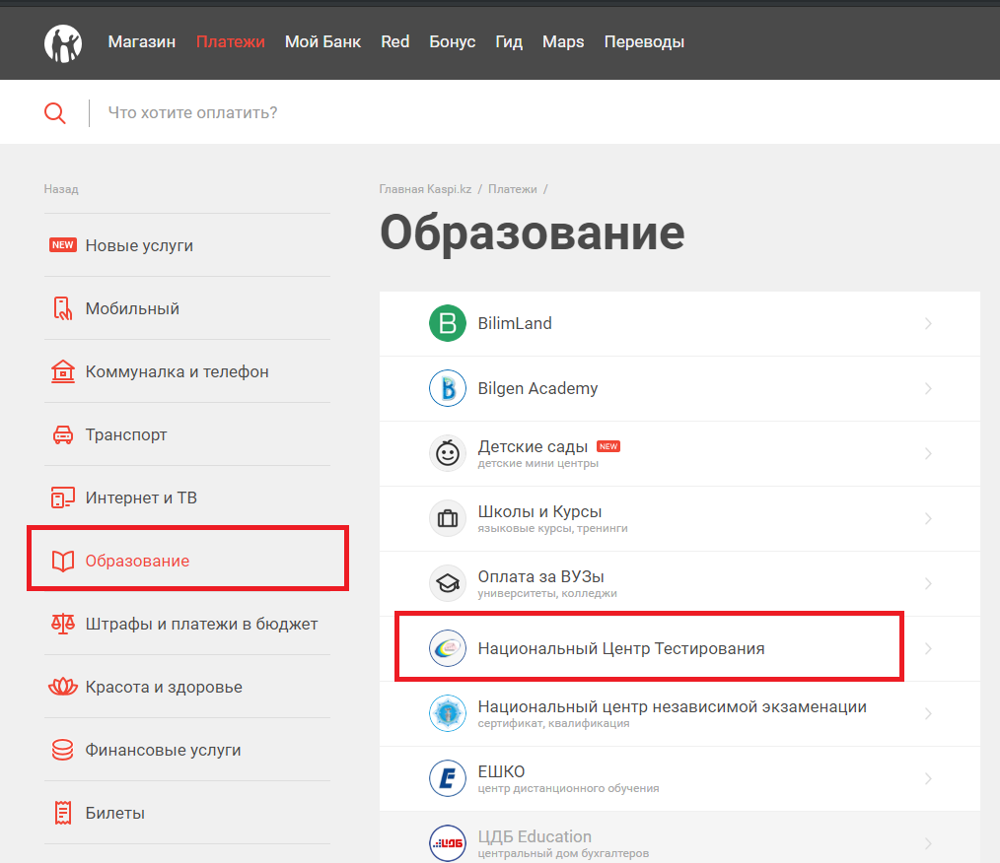 Магазин Платежи Мой Банк Red Бонус Гид Maps Переводы
Что хотите оплатить?
Назад
NEW Новые услуги
Мобильный
Коммуналка и телефон
Транспорт
Интернет и ТВ
Образование
Штрафы и платежи в бюджет
Красота и здоровье
Финансовые услуги
Билеты
Главная Kaspi.kz / Платежи /
Образование
B BilimLand
B Bilgen Academy
Детские сады NEW
детские мини центры
Школы и Курсы
языковые курсы, тренинги
Оплата за ВУЗы
университеты, колледжи
Национальный Центр Тестирования
Национальный центр независимой экзаменации
сертификат, квалификация
E ЕШКО
центр дистанционного обучения
ЦДБ ЦДБ Education
центральный дом бухгалтеров